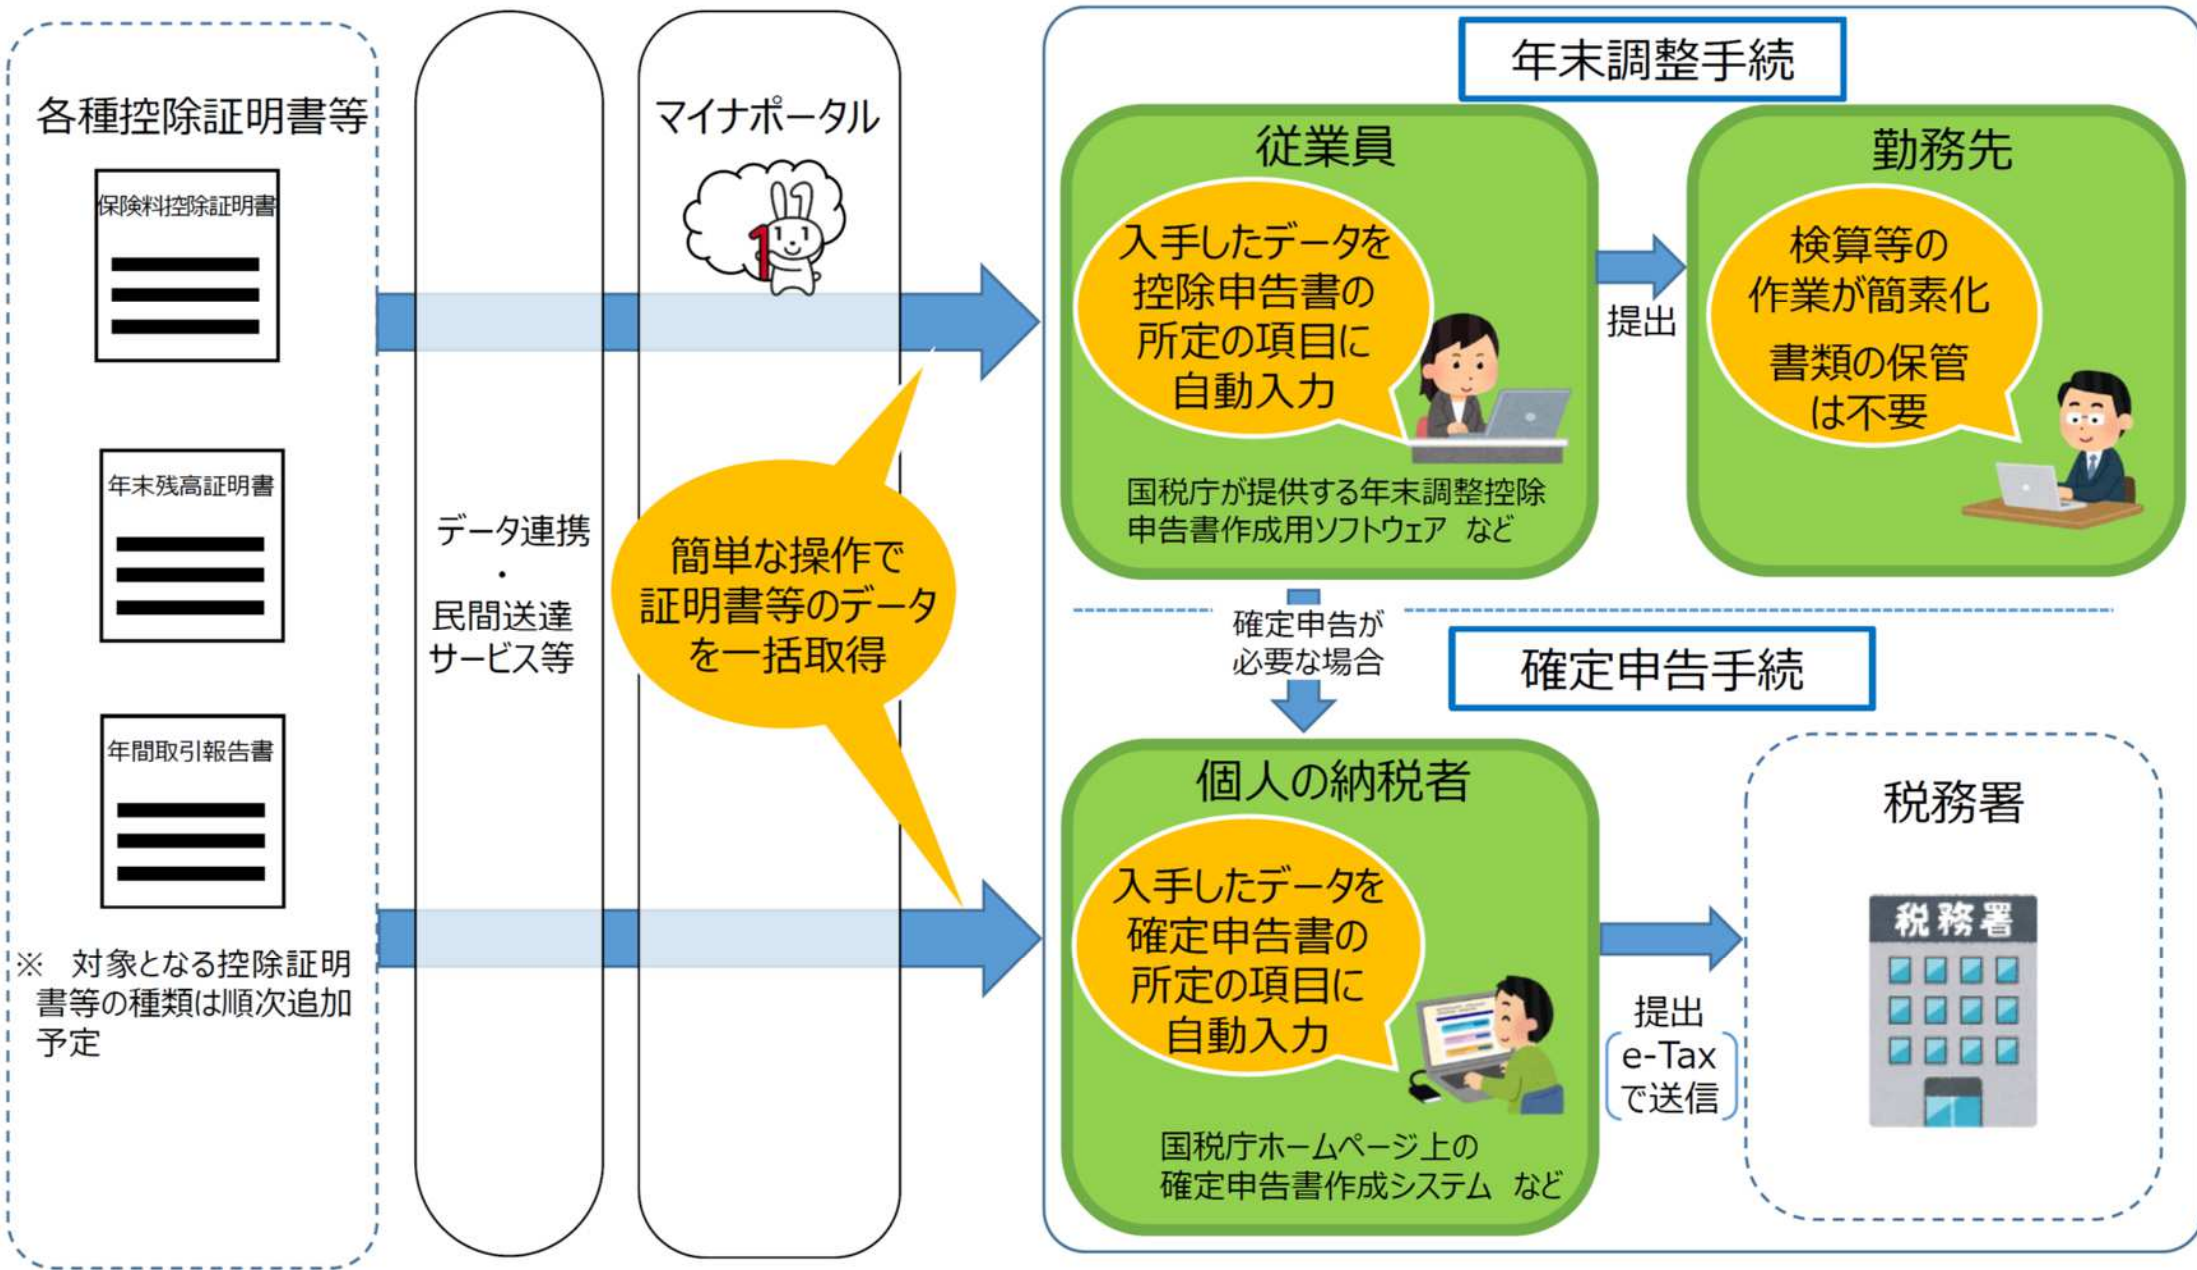 各種控除証明書等
保険料控除証明書
年末残高証明書
年間取引報告書
※ 対象となる控除証明
書等の種類は順次追加
予定
データ連携
・
民間送達
サービス等
マイナポータル
1
簡単な操作で
証明書等のデータ
を一括取得
年末調整手続
従業員
入手したデータを
控除申告書の
所定の項目に
自動入力
国税庁が提供する年末調整控除
申告書作成用ソフトウェア など
提出
勤務先
検算等の
作業が簡素化
書類の保管
は不要
確定申告が
必要な場合
確定申告手続
個人の納税者
入手したデータを
確定申告書の
所定の項目に
自動入力
国税庁ホームページ上の
確定申告書作成システム など
提出
e-Tax
で送信
税務署
税務署